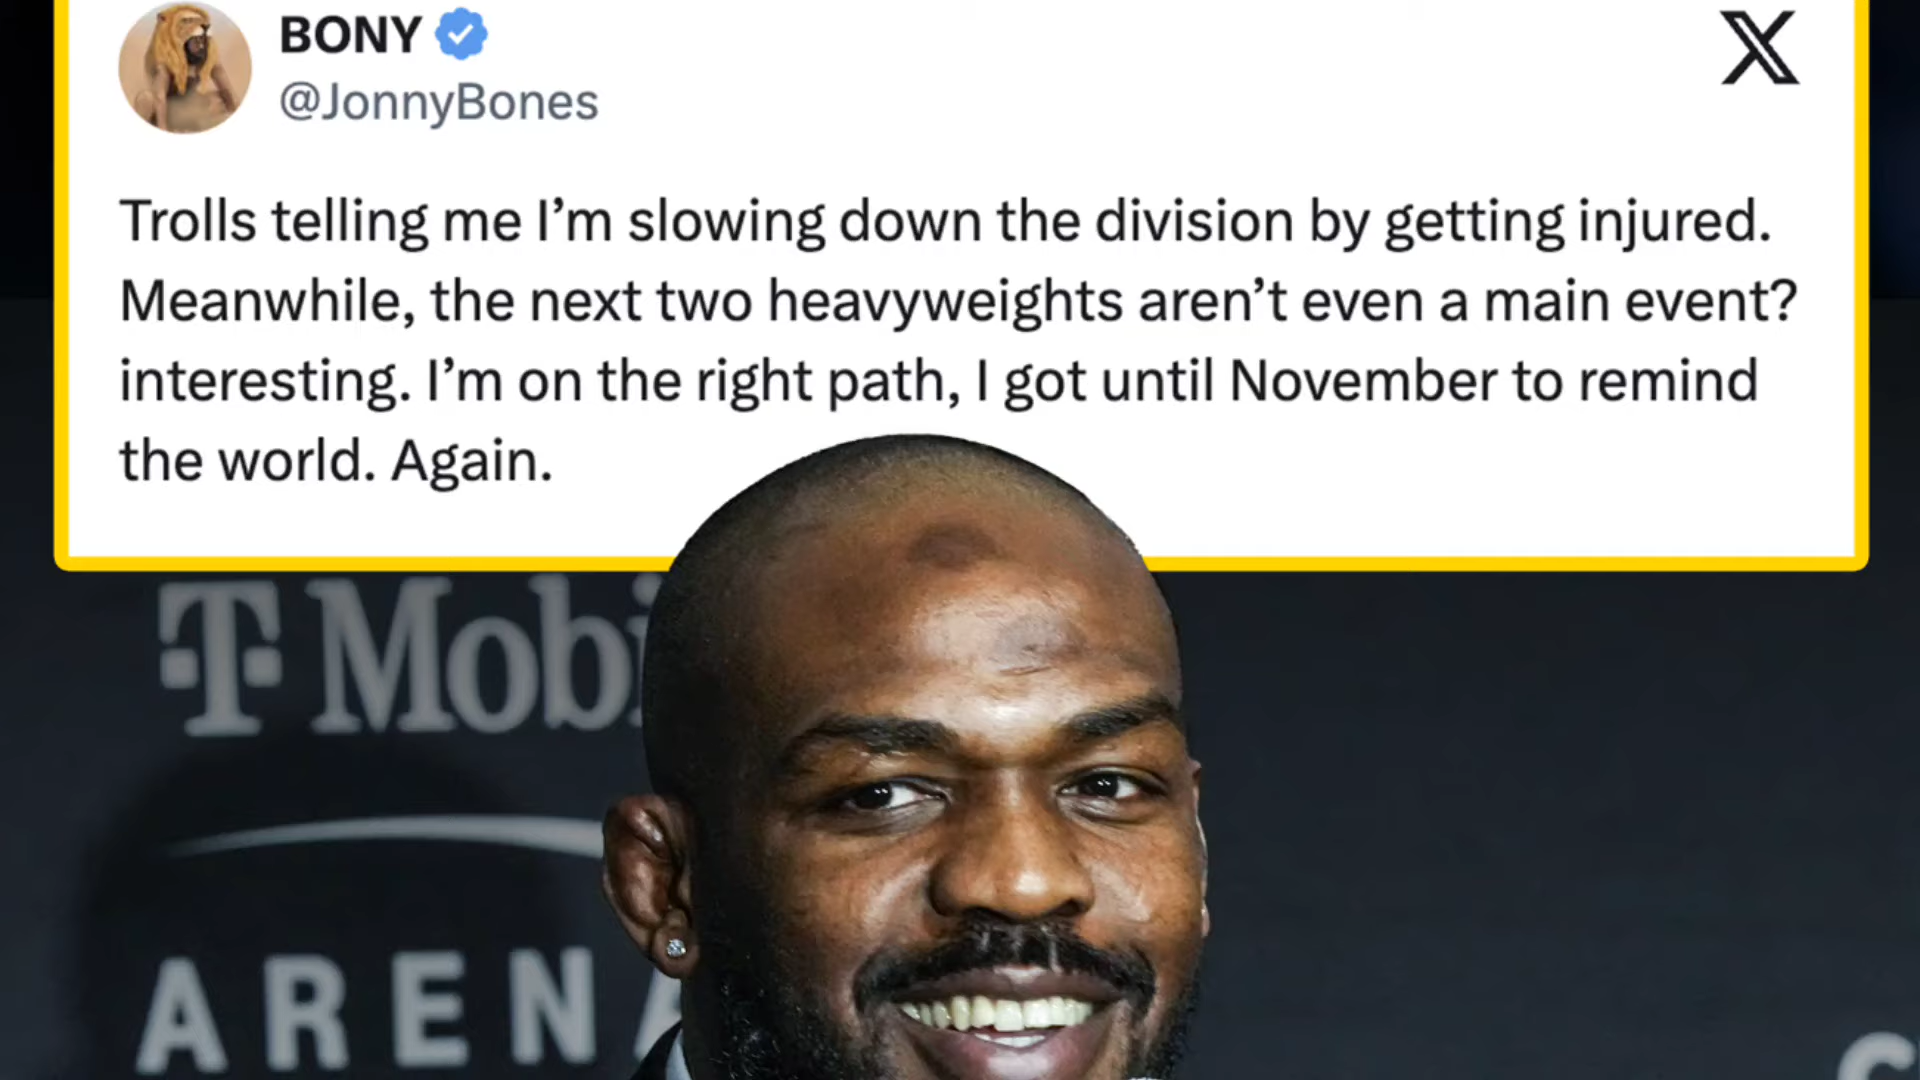 BONY
@JonnyBones
Trolls telling me I’m slowing down the division by getting injured.
Meanwhile, the next two heavyweights aren’t even a main event?
interesting. I’m on the right path, I got until November to remind
the world. Again.
T Mobi
ARENA